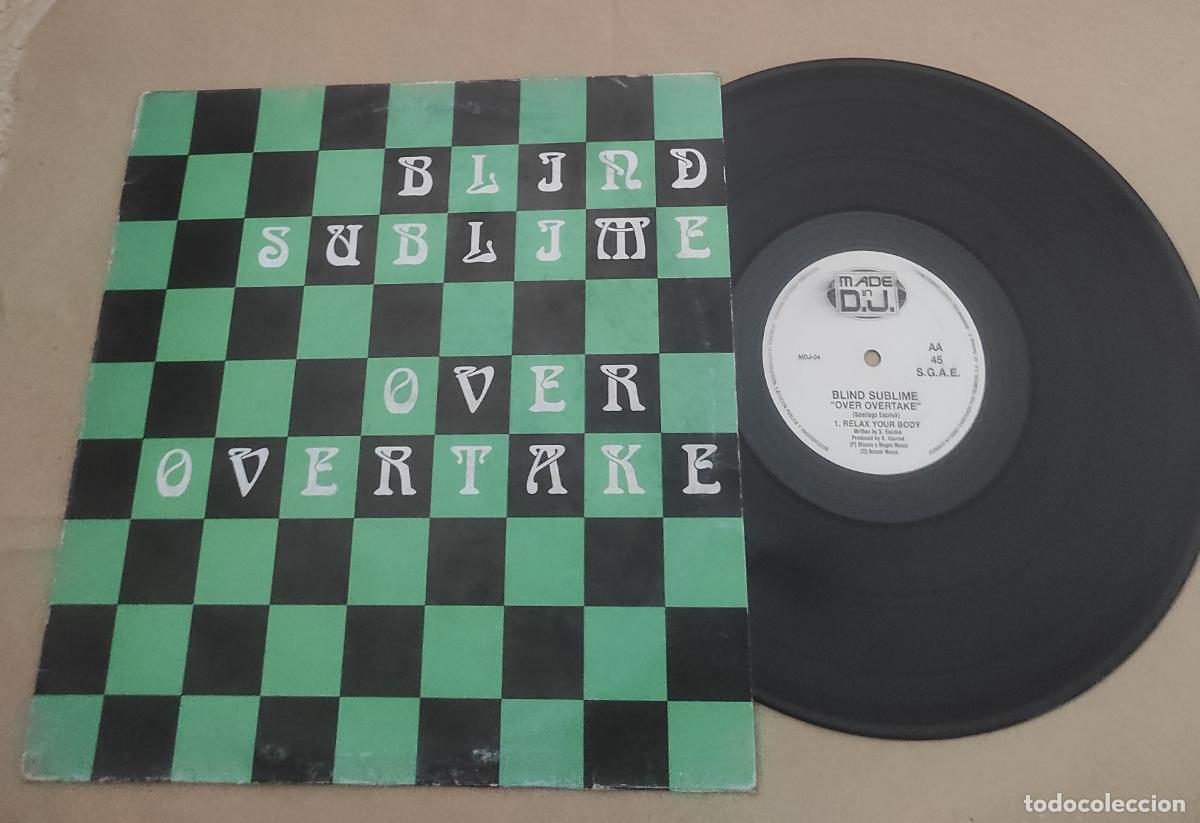 BLIND
SUBLIME
OVER
OVERTAKE
MADE
in
D.J.
MDJ-04
AA
45
S.G.A.E.
BLIND SUBLIME
"OVER OVERTAKE"
(Santiago Escrivá)
1. RELAX YOUR BODY
Written by S. Escrivá
Produced by S. Escrivá
(P) Blanco y Negro Music
(C) Actual Music
todocoleccion